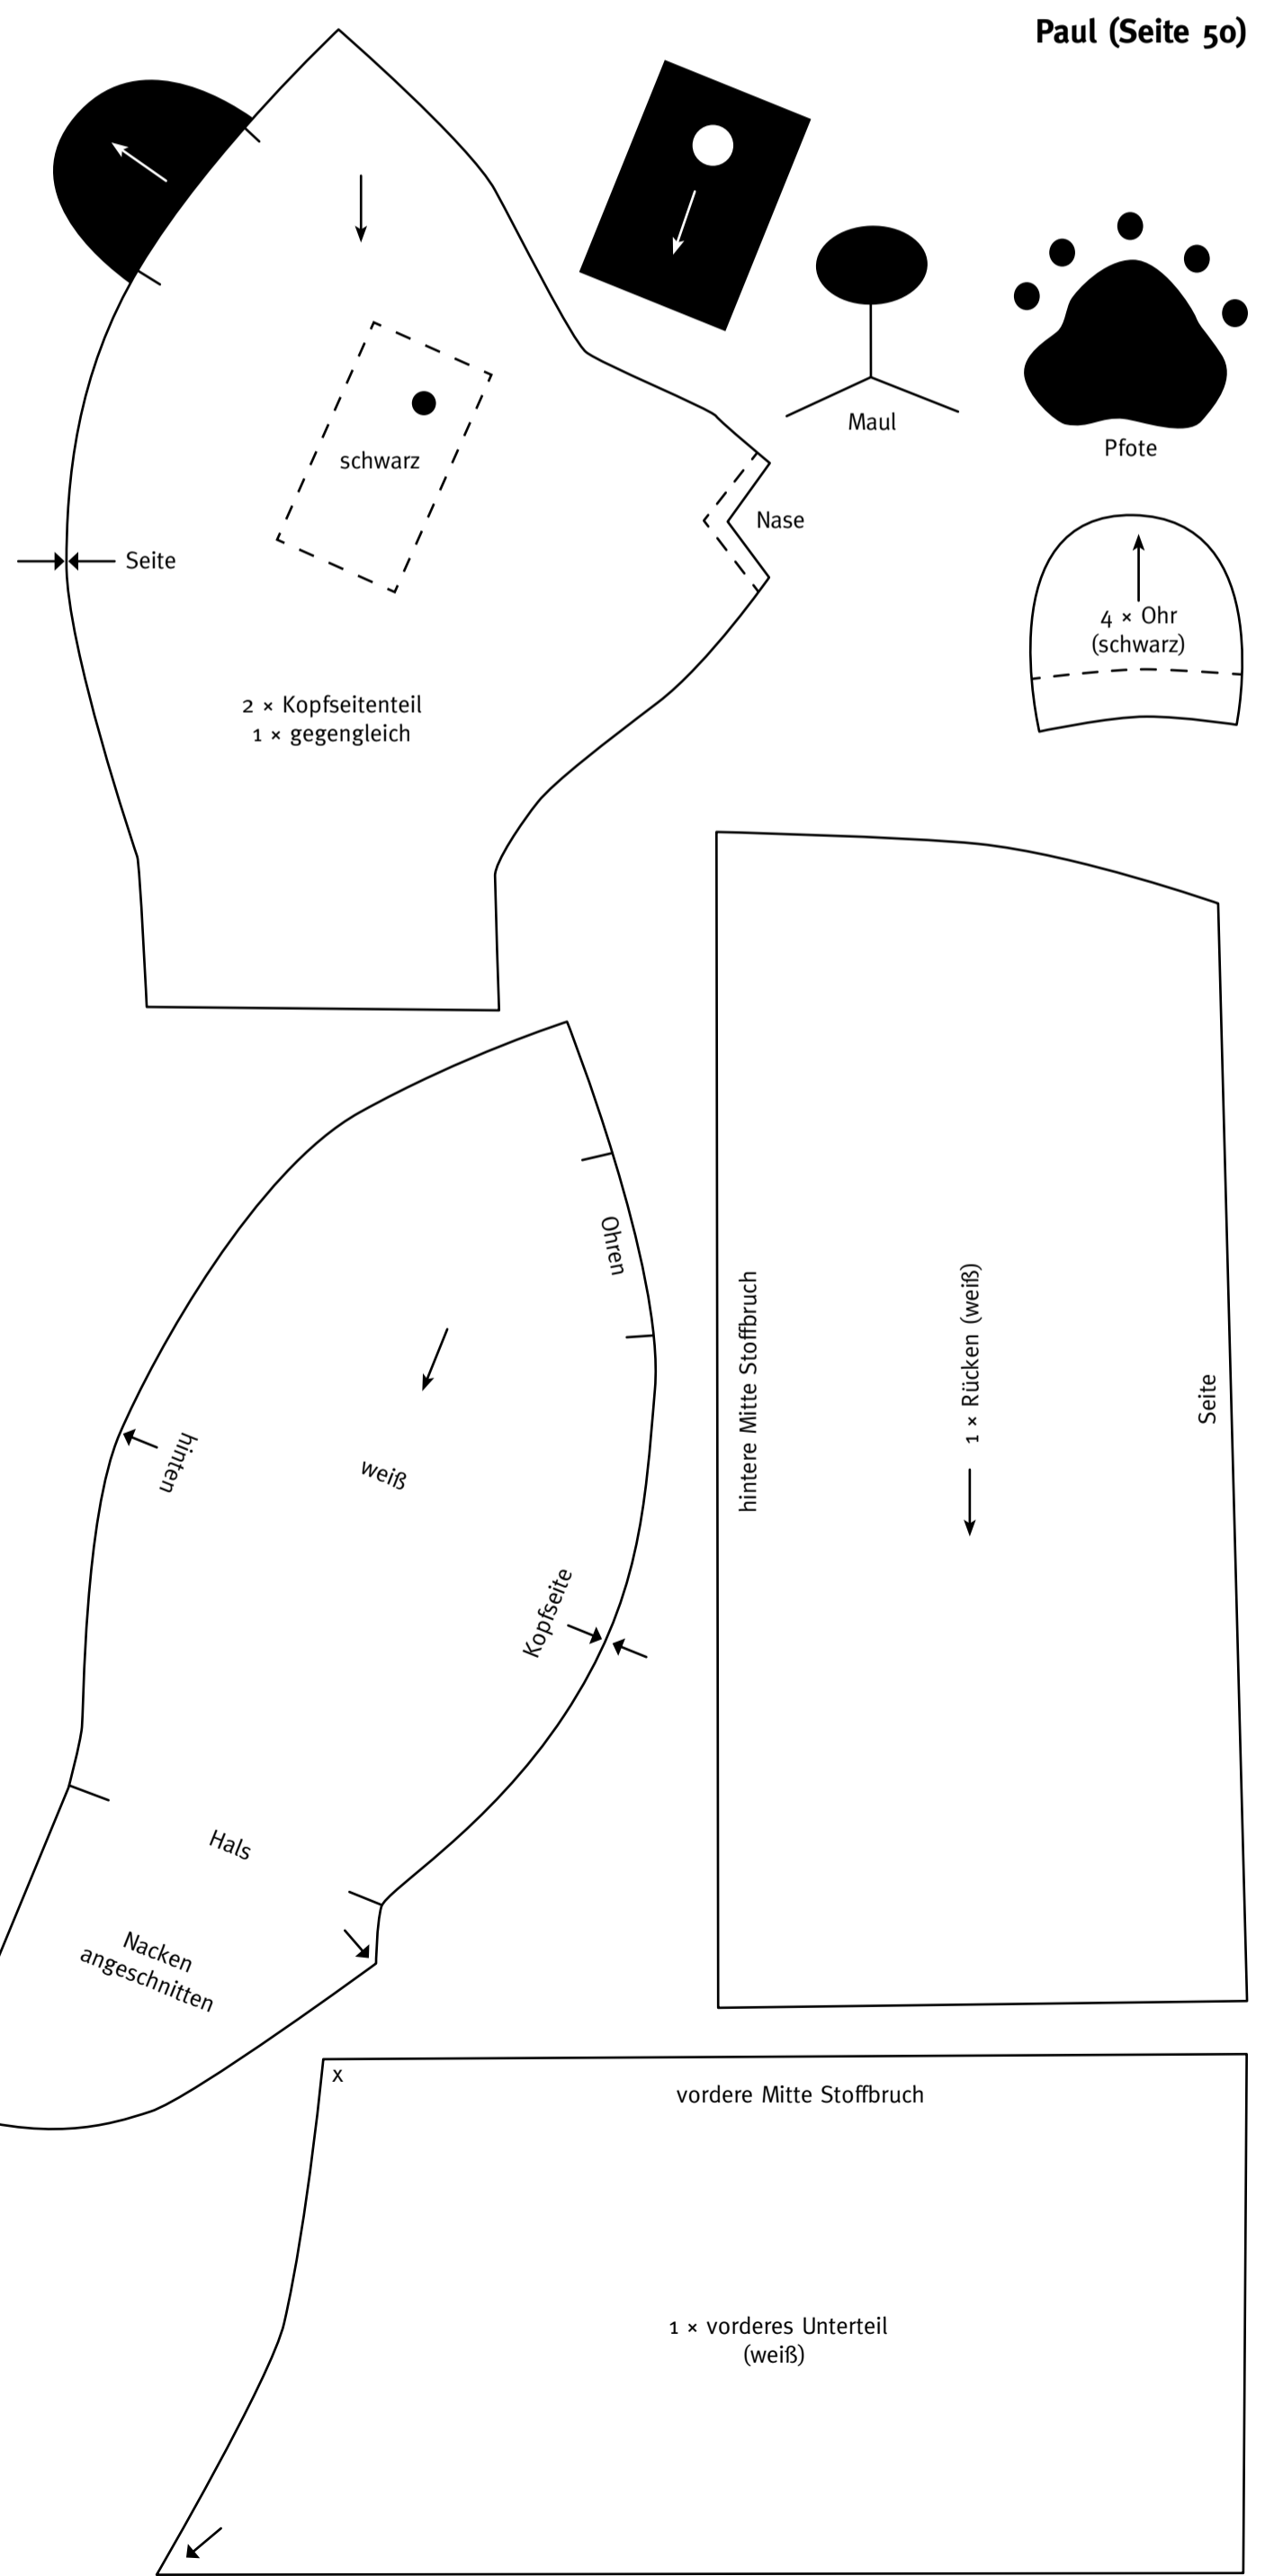 Paul (Seite 50)
schwarz
Maul
Pfote
Nase
Seite
4 × Ohr
(schwarz)
2 × Kopfseitenteil
1 × gegengleich
Ohren
hintere Mitte Stoffbruch
1 × Rücken (weiß)
Seite
hinten
weiß
Kopfseite
Hals
Nacken
angeschnitten
x
vordere Mitte Stoffbruch
1 × vorderes Unterteil
(weiß)